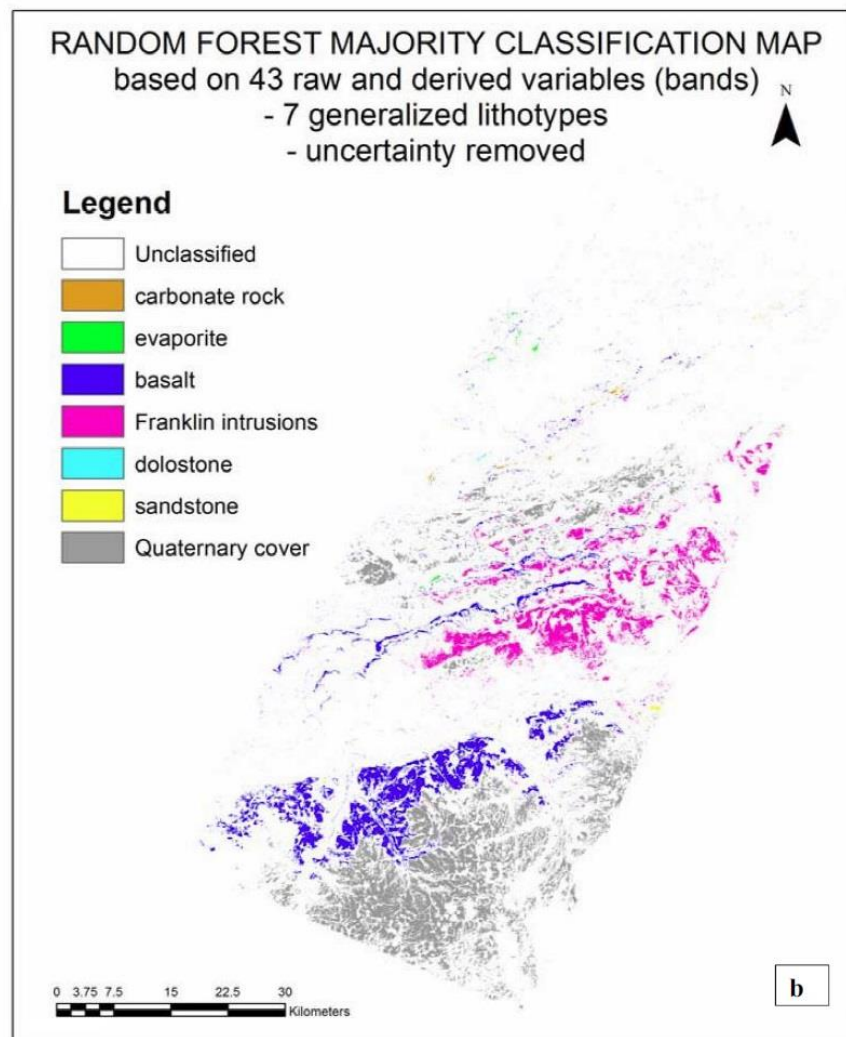 RANDOM FOREST MAJORITY CLASSIFICATION MAP
based on 43 raw and derived variables (bands)
- 7 generalized lithotypes
- uncertainty removed
N
Legend
Unclassified
carbonate rock
evaporite
basalt
Franklin intrusions
dolostone
sandstone
Quaternary cover
0 3.75 7.5 15 22.5 30
Kilometers
b